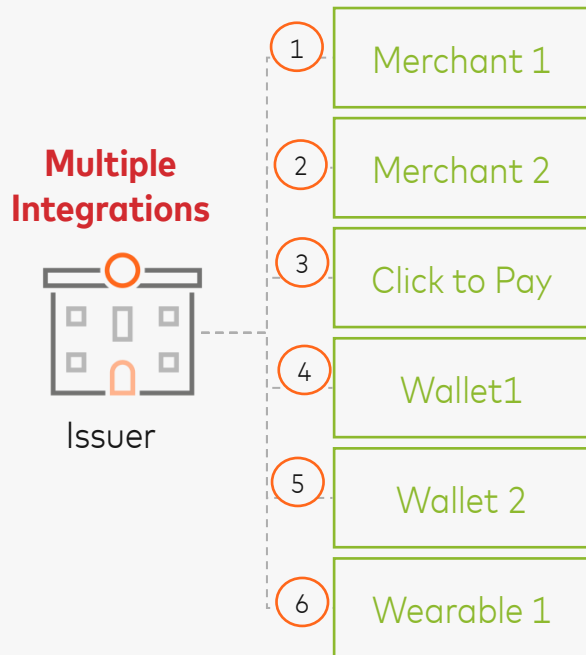 1
Merchant 1
2
Merchant 2
Multiple
Integrations
3
Click to Pay
4
Wallet1
Issuer
5
Wallet 2
6
Wearable 1